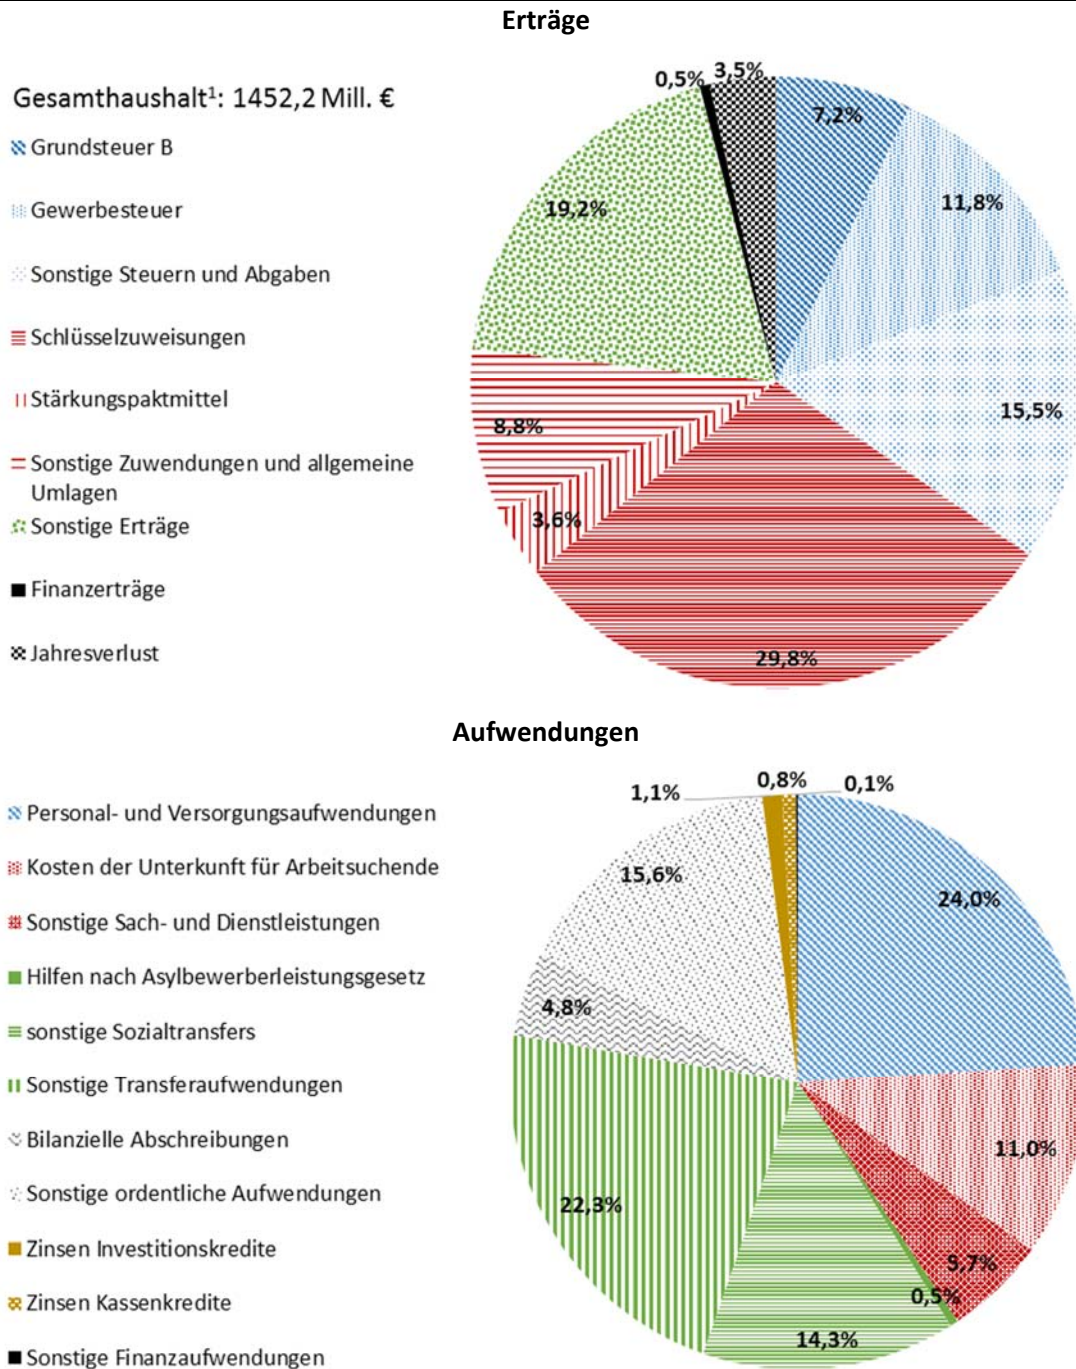 Erträge
Gesamthaushalt¹: 1452,2 Mill. €
Grundsteuer B
Gewerbesteuer
Sonstige Steuern und Abgaben
Schlüsselzuweisungen
Stärkungspaktmittel
Sonstige Zuwendungen und allgemeine
Umlagen
Sonstige Erträge
Finanzerträge
Jahresverlust
0,5%
3,5%
7,2%
11,8%
15,5%
29,8%
3,6%
8,8%
19,2%
Aufwendungen
Personal- und Versorgungsaufwendungen
Kosten der Unterkunft für Arbeitsuchende
Sonstige Sach- und Dienstleistungen
Hilfen nach Asylbewerberleistungsgesetz
sonstige Sozialtransfers
Sonstige Transferaufwendungen
Bilanzielle Abschreibungen
Sonstige ordentliche Aufwendungen
Zinsen Investitionskredite
Zinsen Kassenkredite
Sonstige Finanzaufwendungen
1,1%
0,8%
0,1%
24,0%
11,0%
5,7%
0,5%
14,3%
22,3%
4,8%
15,6%